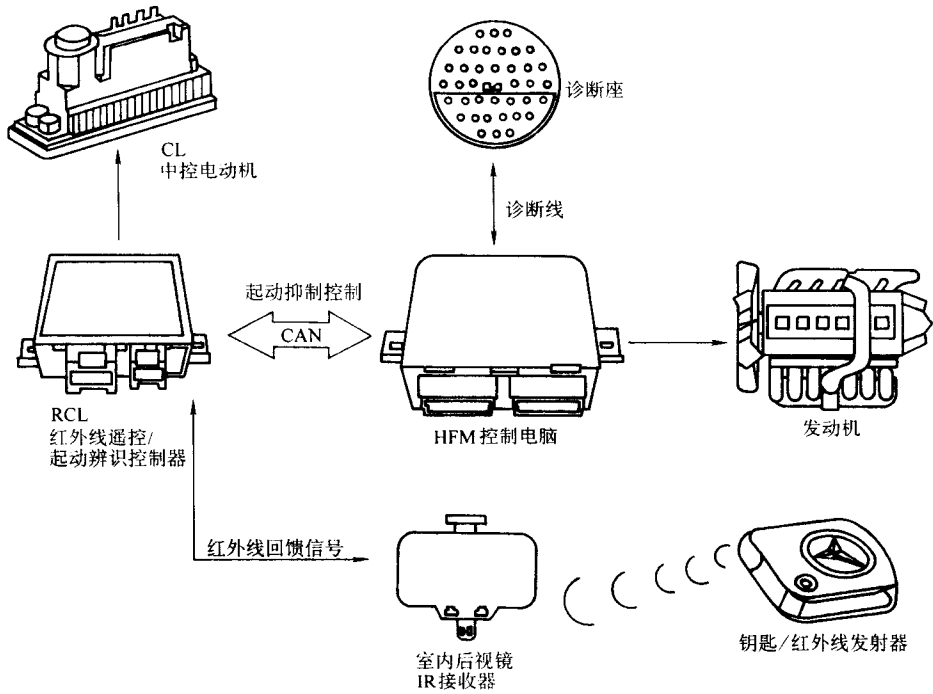 CL
中控电动机
诊断座
诊断线
起动抑制控制
CAN
RCL
红外线遥控/
起动辨识控制器
HFM控制电脑
发动机
红外线回馈信号
室内后视镜
IR接收器
钥匙/红外线发射器